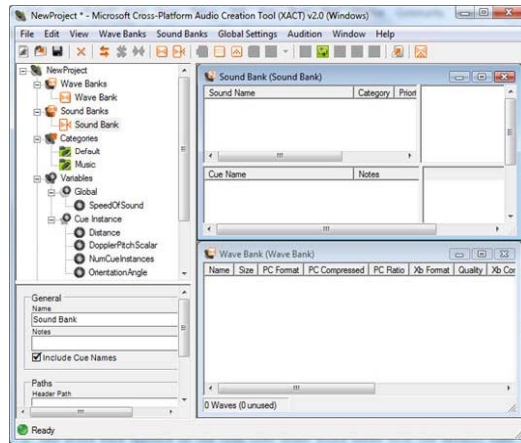 NewProject * - Microsoft Cross-Platform Audio Creation Tool (XACT) v2.0 (Windows)
File Edit View Wave Banks Sound Banks Global Settings Audition Window Help
NewProject
Wave Banks
Wave Bank
Sound Banks
Sound Bank
Categories
Default
Music
Variables
Global
SpeedOfSound
Cue Instance
Distance
DopplerPitchScalar
NumCueInstances
OrientationAngle
General
Name
Sound Bank
Notes
Include Cue Names
Paths
Header Path
Sound Bank (Sound Bank)
Sound Name Category Priori
Cue Name Notes
Wave Bank (Wave Bank)
Name Size PC Format PC Compressed PC Ratio Xb Format Quality Xb Cor
0 Waves (0 unused)
Ready